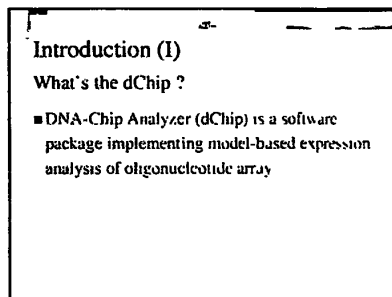 Introduction (I)
What's the dChip ?
■ DNA-Chip Analyzer (dChip) is a software
package implementing model-based expression
analysis of oligonucleotide array